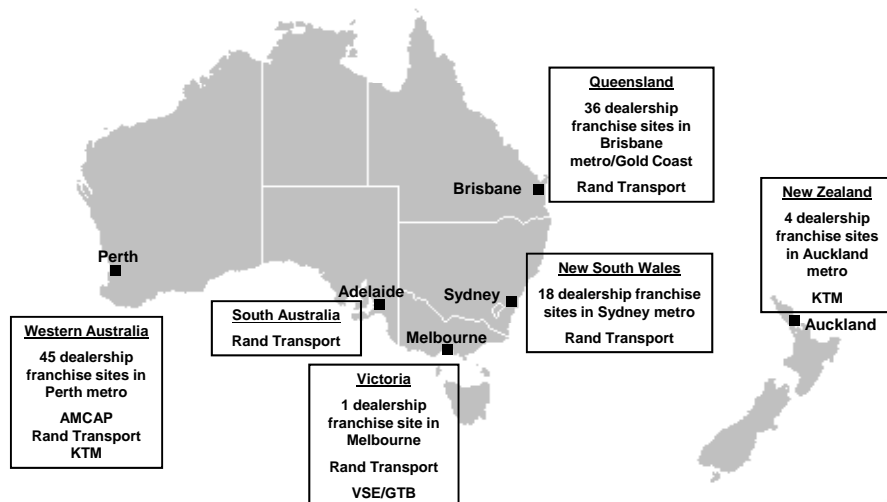 Queensland
36 dealership
franchise sites in
Brisbane
metro/Gold Coast
Rand Transport
Brisbane
New Zealand
4 dealership
franchise sites
in Auckland
metro
KTM
Auckland
Perth
Adelaide
Sydney
Melbourne
New South Wales
18 dealership franchise
sites in Sydney metro
Rand Transport
South Australia
Rand Transport
Western Australia
45 dealership
franchise sites in
Perth metro
AMCAP
Rand Transport
KTM
Victoria
1 dealership
franchise site in
Melbourne
Rand Transport
VSE/GTB